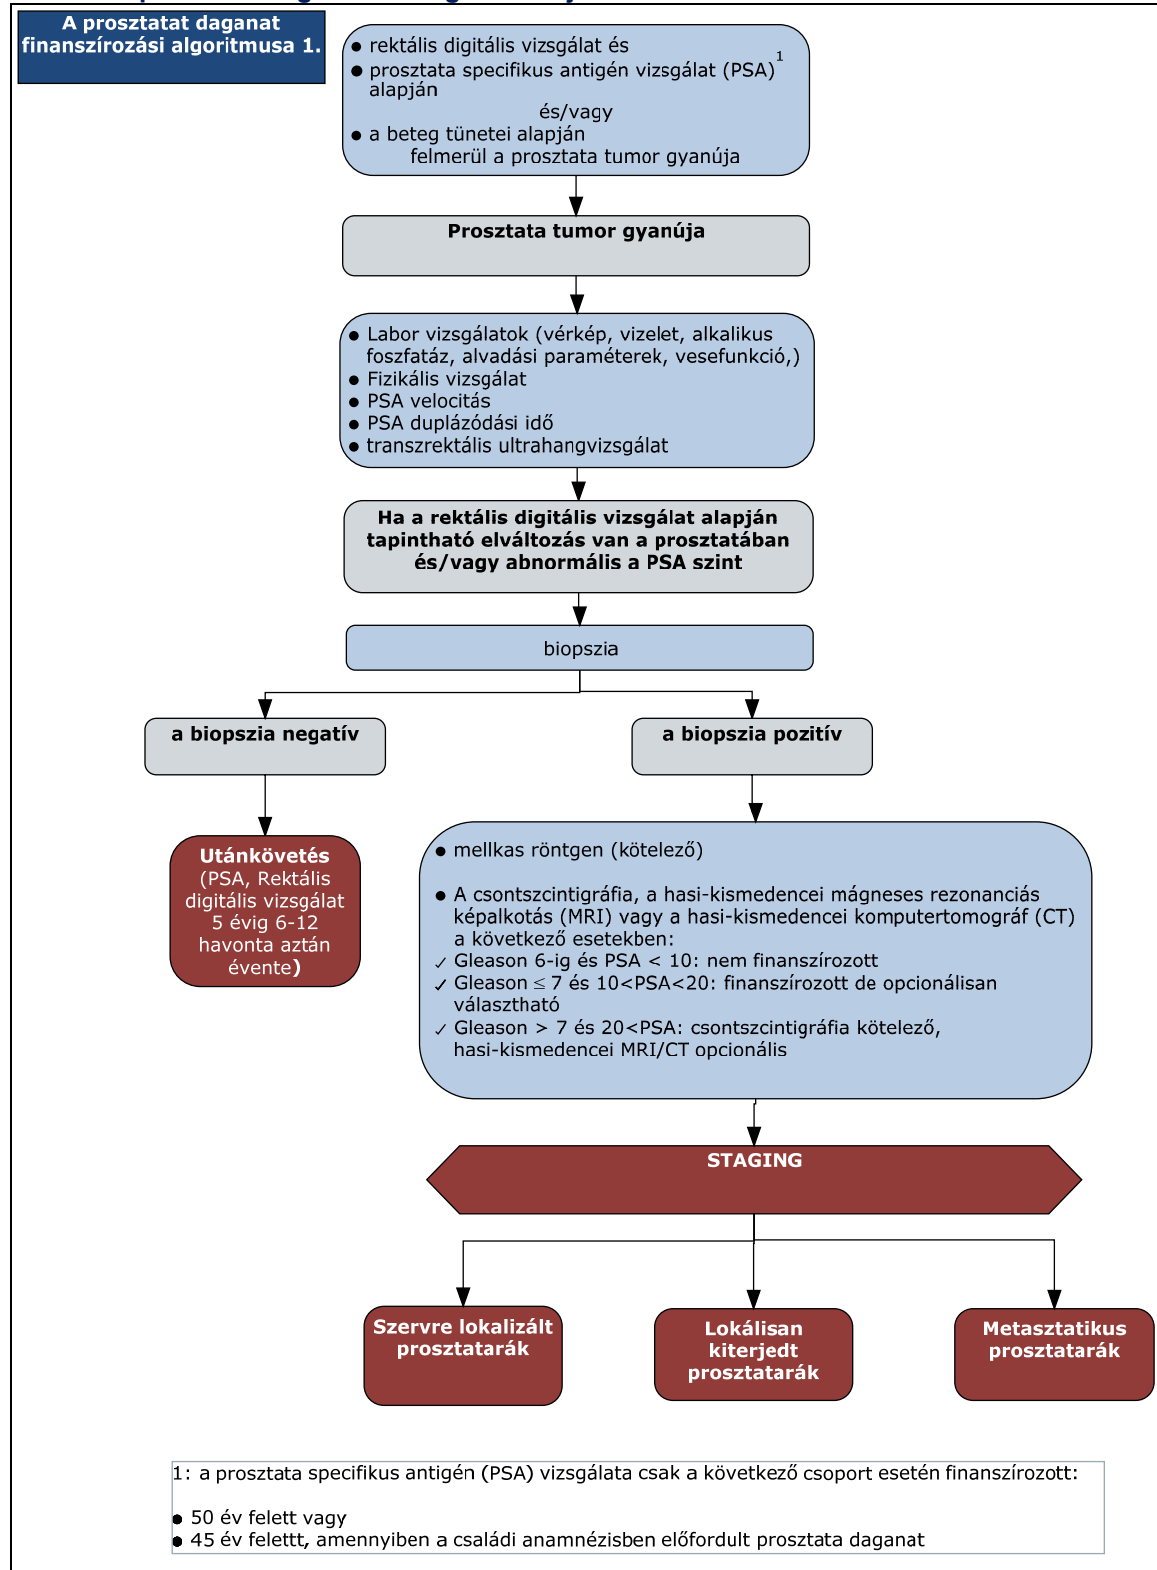 A prosztatat daganat
finanszírozási algoritmusa 1.
● rektális digitális vizsgálat és
● prosztata specifikus antigén vizsgálat (PSA)1
alapján
és/vagy
● a beteg tünetei alapján
felmerül a prosztata tumor gyanúja
Prosztata tumor gyanúja
● Labor vizsgálatok (vérkép, vizelet, alkalikus
foszfatáz, alvadási paraméterek, vesefunkció,)
● Fizikális vizsgálat
● PSA velocitás
● PSA duplázódási idő
● transzrektális ultrahangvizsgálat
Ha a rektális digitális vizsgálat alapján
tapintható elváltozás van a prosztatában
és/vagy abnormális a PSA szint
biopszia
a biopszia negatív
a biopszia pozitív
Utánkövetés
(PSA, Rektális
digitális vizsgálat
5 évig 6-12
havonta aztán
évente)
● mellkas röntgen (kötelező)
● A csontszcintigráfia, a hasi-kismedencei mágneses rezonanciás
képalkotás (MRI) vagy a hasi-kismedencei komputertomográf (CT)
a következő esetekben:
✓ Gleason 6-ig és PSA < 10: nem finanszírozott
✓ Gleason ≤ 7 és 10<PSA<20: finanszírozott de opcionálisan
választható
✓ Gleason > 7 és 20<PSA: csontszcintigráfia kötelező,
hasi-kismedencei MRI/CT opcionális
STAGING
Szervre lokalizált
prosztatarák
Lokálisan
kiterjedt
prosztatarák
Metasztatikus
prosztatarák
1: a prosztata specifikus antigén (PSA) vizsgálata csak a következő csoport esetén finanszírozott:
● 50 év felett vagy
● 45 év felettt, amennyiben a családi anamnézisben előfordult prosztata daganat